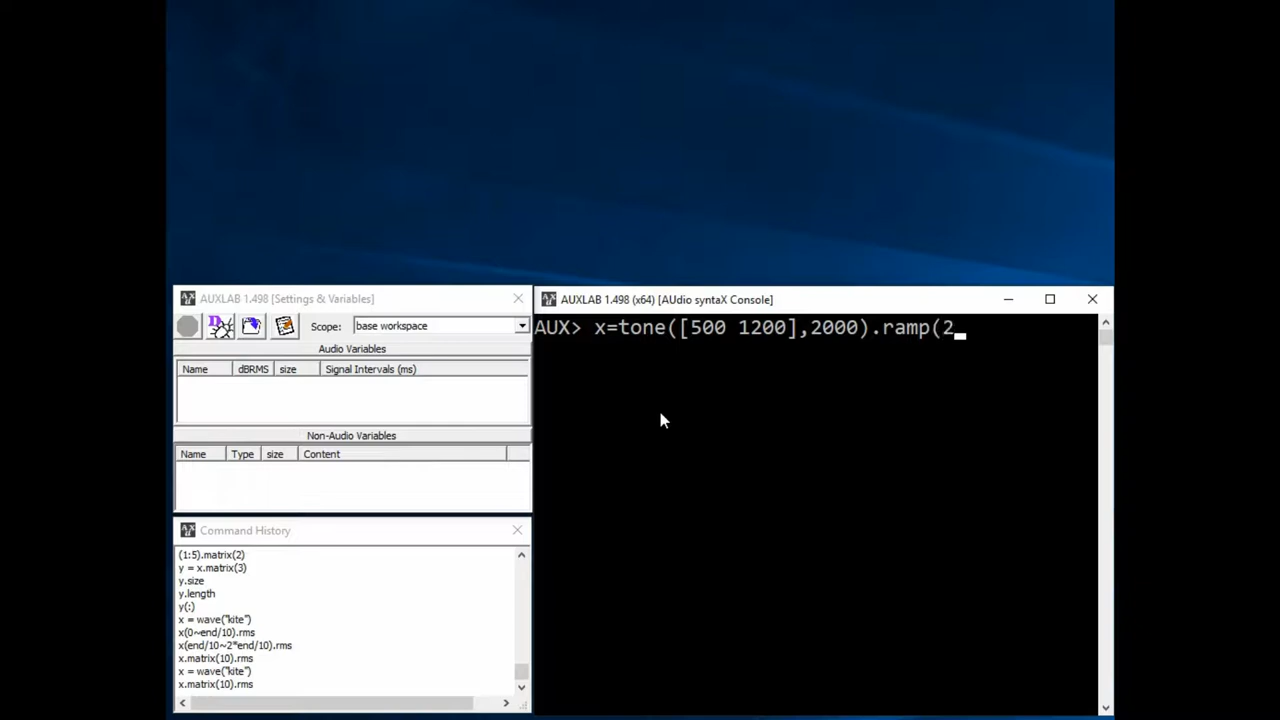 AUXLAB 1.498 [Settings & Variables]
Scope: base workspace
Audio Variables
Name dBRMS size Signal Intervals (ms)
Non-Audio Variables
Name Type size Content
Command History
(1:5).matrix(2)
y = x.matrix(3)
y.size
y.length
y(:)
x = wave("kite")
x(0~end/10).rms
x(end/10~2*end/10).rms
x.matrix(10).rms
x = wave("kite")
x.matrix(10).rms
AUXLAB 1.498 (x64) [AUdio syntaX Console]
AUX> x=tone([500 1200],2000).ramp(2